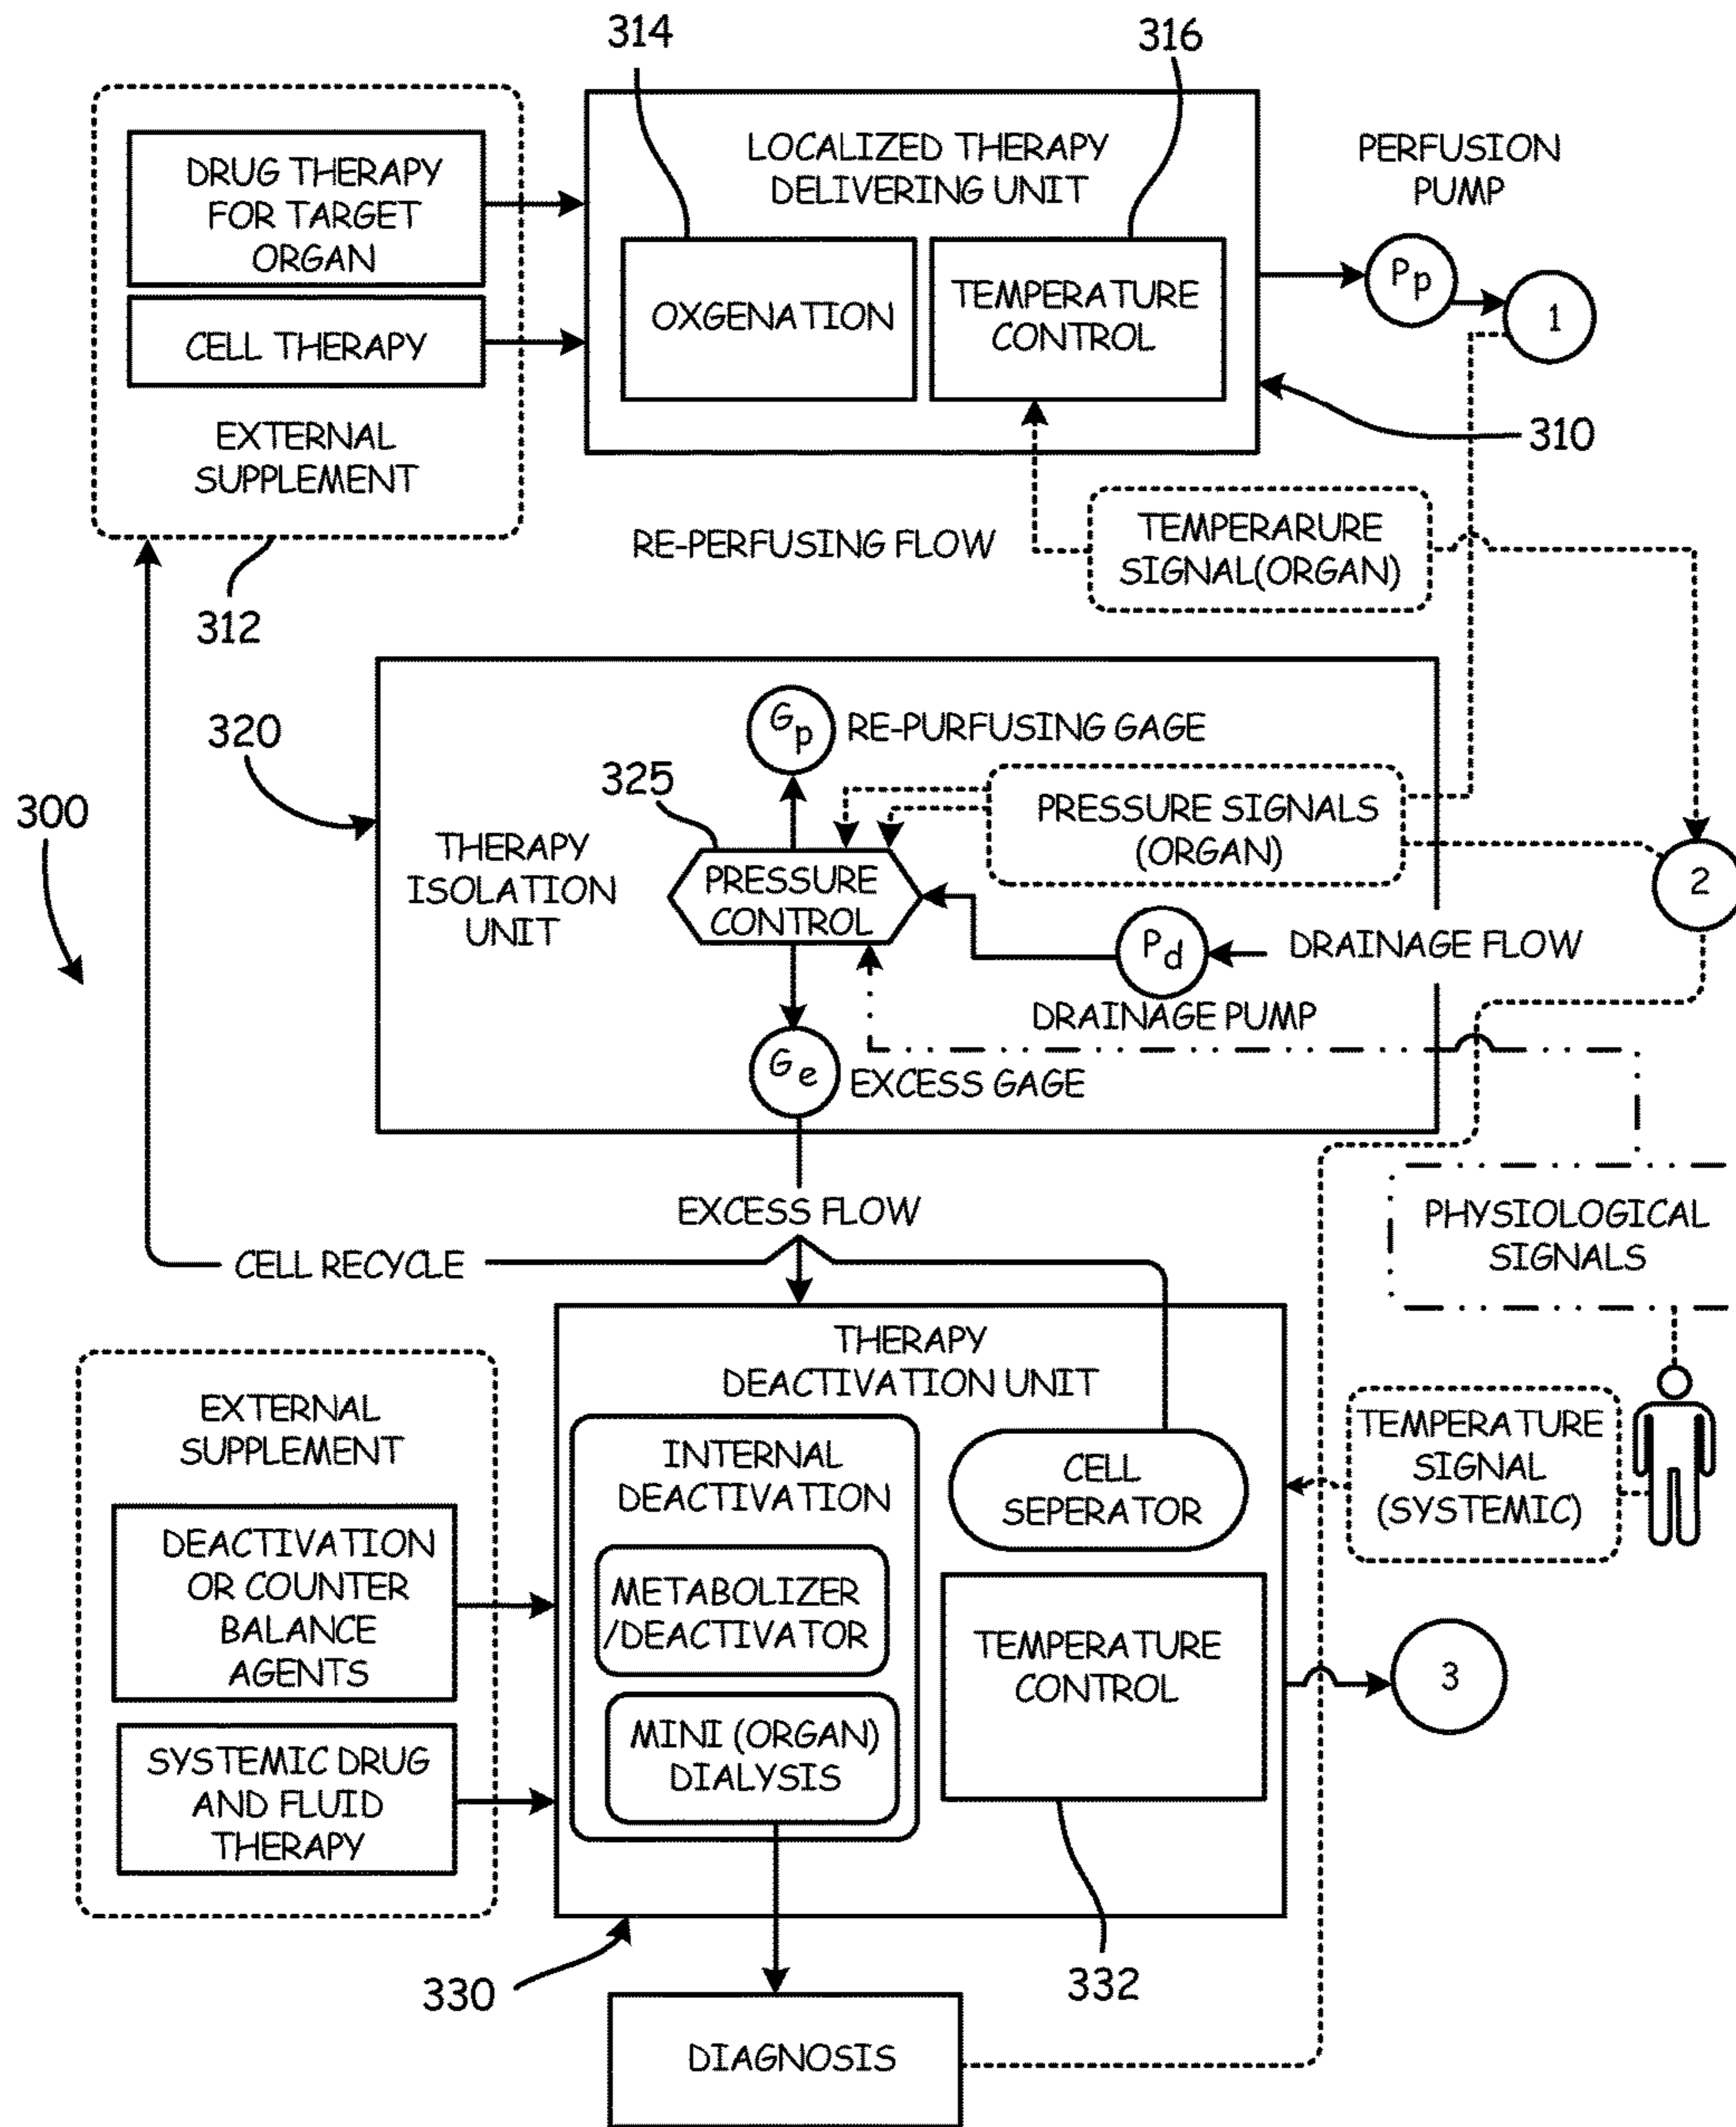 314
316
DRUG THERAPY
FOR TARGET
ORGAN
CELL THERAPY
EXTERNAL
SUPPLEMENT
312
LOCALIZED THERAPY
DELIVERING UNIT
OXGENATION
TEMPERATURE
CONTROL
PERFUSION
PUMP
Pp
1
310
RE-PERFUSING FLOW
TEMPERARURE
SIGNAL(ORGAN)
320
300
THERAPY
ISOLATION
UNIT
Gp
RE-PURFUSING GAGE
325
PRESSURE
CONTROL
PRESSURE SIGNALS
(ORGAN)
2
Pd
DRAINAGE FLOW
DRAINAGE PUMP
Ge
EXCESS GAGE
EXCESS FLOW
CELL RECYCLE
PHYSIOLOGICAL
SIGNALS
EXTERNAL
SUPPLEMENT
DEACTIVATION
OR COUNTER
BALANCE
AGENTS
SYSTEMIC DRUG
AND FLUID
THERAPY
THERAPY
DEACTIVATION UNIT
INTERNAL
DEACTIVATION
METABOLIZER
/DEACTIVATOR
MINI (ORGAN)
DIALYSIS
CELL
SEPERATOR
TEMPERATURE
CONTROL
TEMPERATURE
SIGNAL
(SYSTEMIC)
3
330
332
DIAGNOSIS